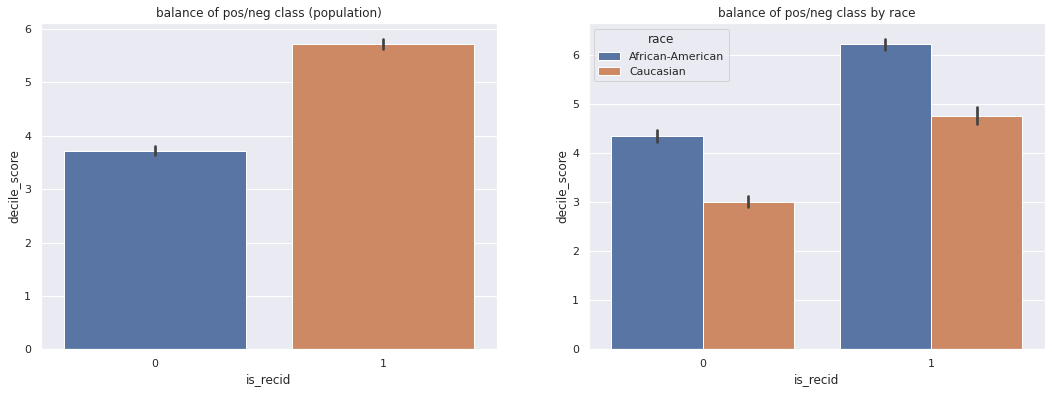 balance of pos/neg class (population)
6
5
4
3
2
1
0
decile_score
0 1
is_recid
balance of pos/neg class by race
race
African-American
Caucasian
6
5
4
3
2
1
0
decile_score
0 1
is_recid